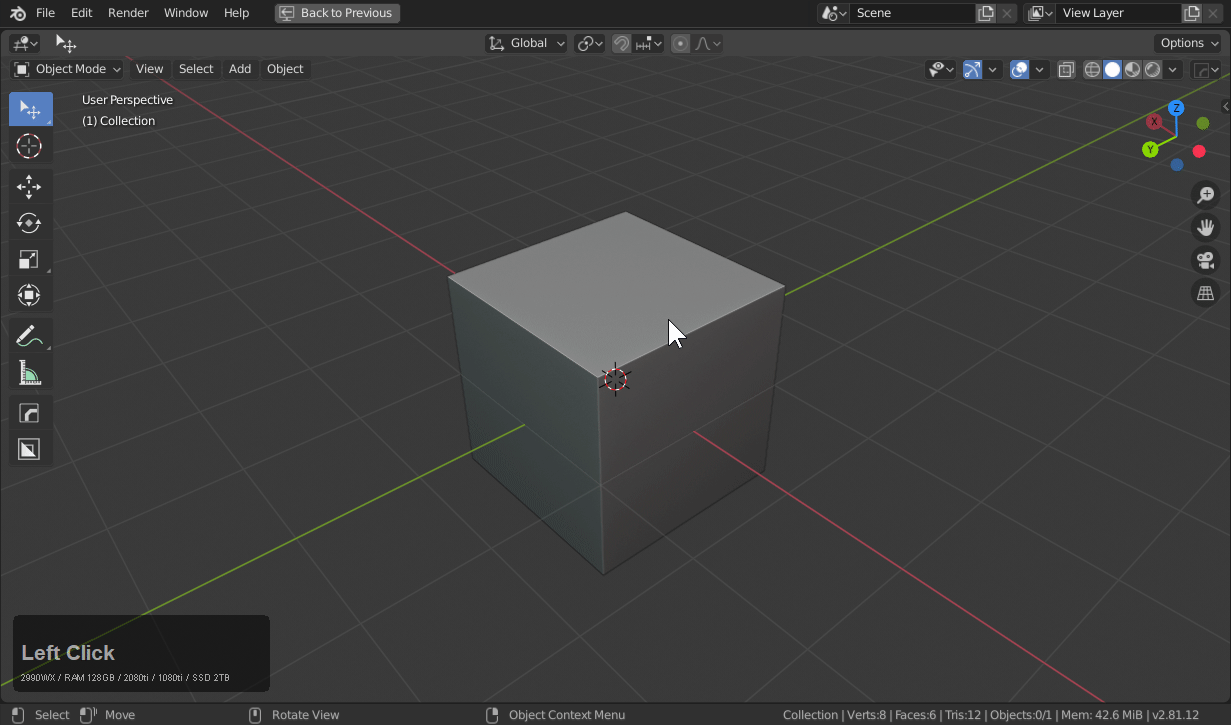 File Edit Render Window Help Back to Previous Scene View Layer
Global Options
Object Mode View Select Add Object
User Perspective
(1) Collection
Z
X
Y
Left Click
2990WX / RAM 128GB / 2080ti / 1080ti / SSD 2TB
Select Move Rotate View Object Context Menu Collection | Verts:8 | Faces:6 | Tris:12 | Objects:0/1 | Mem: 42.6 MiB | v2.81.12